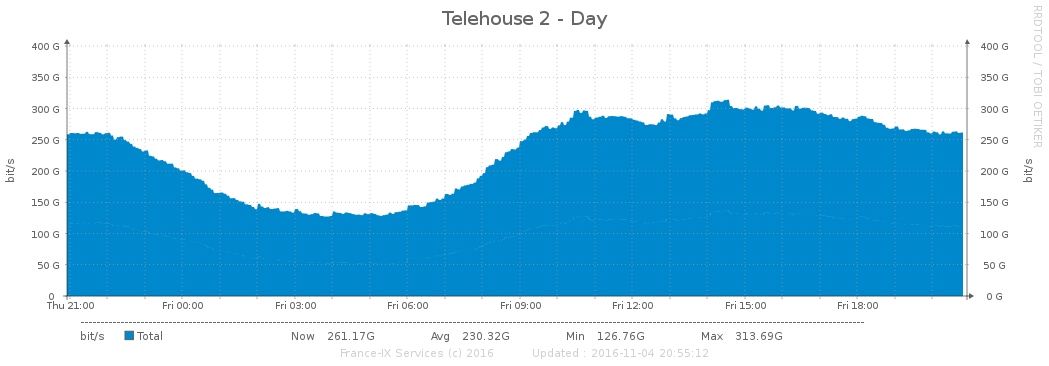 Telehouse 2 - Day
RRDTOOL / TOBI OETIKER
400 G 400 G
350 G 350 G
300 G 300 G
250 G 250 G
200 G 200 G
150 G 150 G
100 G 100 G
50 G 50 G
0 0 G
bit/s bit/s
Thu 21:00 Fri 00:00 Fri 03:00 Fri 06:00 Fri 09:00 Fri 12:00 Fri 15:00 Fri 18:00
bit/s Total Now 261.17G Avg 230.32G Min 126.76G Max 313.69G
France-IX Services (c) 2016 Updated : 2016-11-04 20:55:12